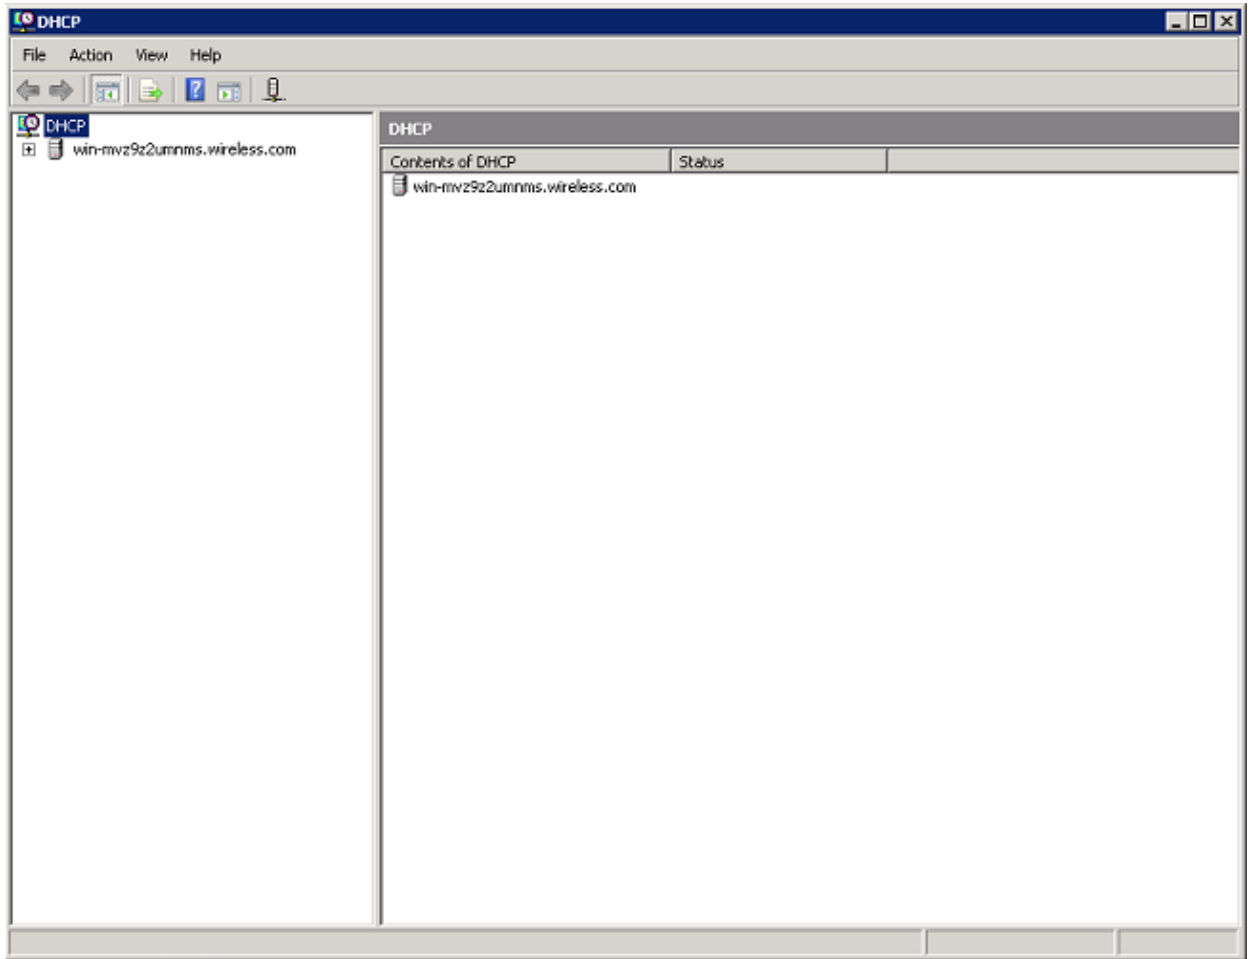 DHCP
File Action View Help
DHCP
win-mvz9z2umnms.wireless.com
DHCP
Contents of DHCP Status
win-mvz9z2umnms.wireless.com